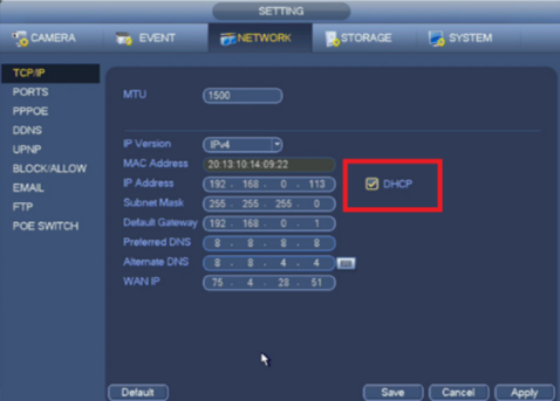 SETTING
CAMERA EVENT NETWORK STORAGE SYSTEM
TCP/IP
PORTS
PPPOE
DDNS
UPNP
BLOCK/ALLOW
EMAIL
FTP
POE SWITCH
MTU 1500
IP Version IPv4
MAC Address 20:13:10:14:09:22
IP Address 192 . 168 . 0 . 113 DHCP
Subnet Mask 255 . 255 . 255 . 0
Default Gateway 192 . 168 . 0 . 1
Preferred DNS 8 . 8 . 8 . 8
Alternate DNS 8 . 8 . 4 . 4
WAN IP 75 . 4 . 28 . 51
Default Save Cancel Apply